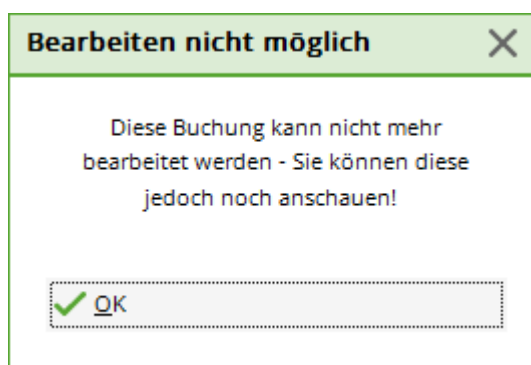 Bearbeiten nicht möglich
Diese Buchung kann nicht mehr
bearbeitet werden - Sie können diese
jedoch noch anschauen!
OK